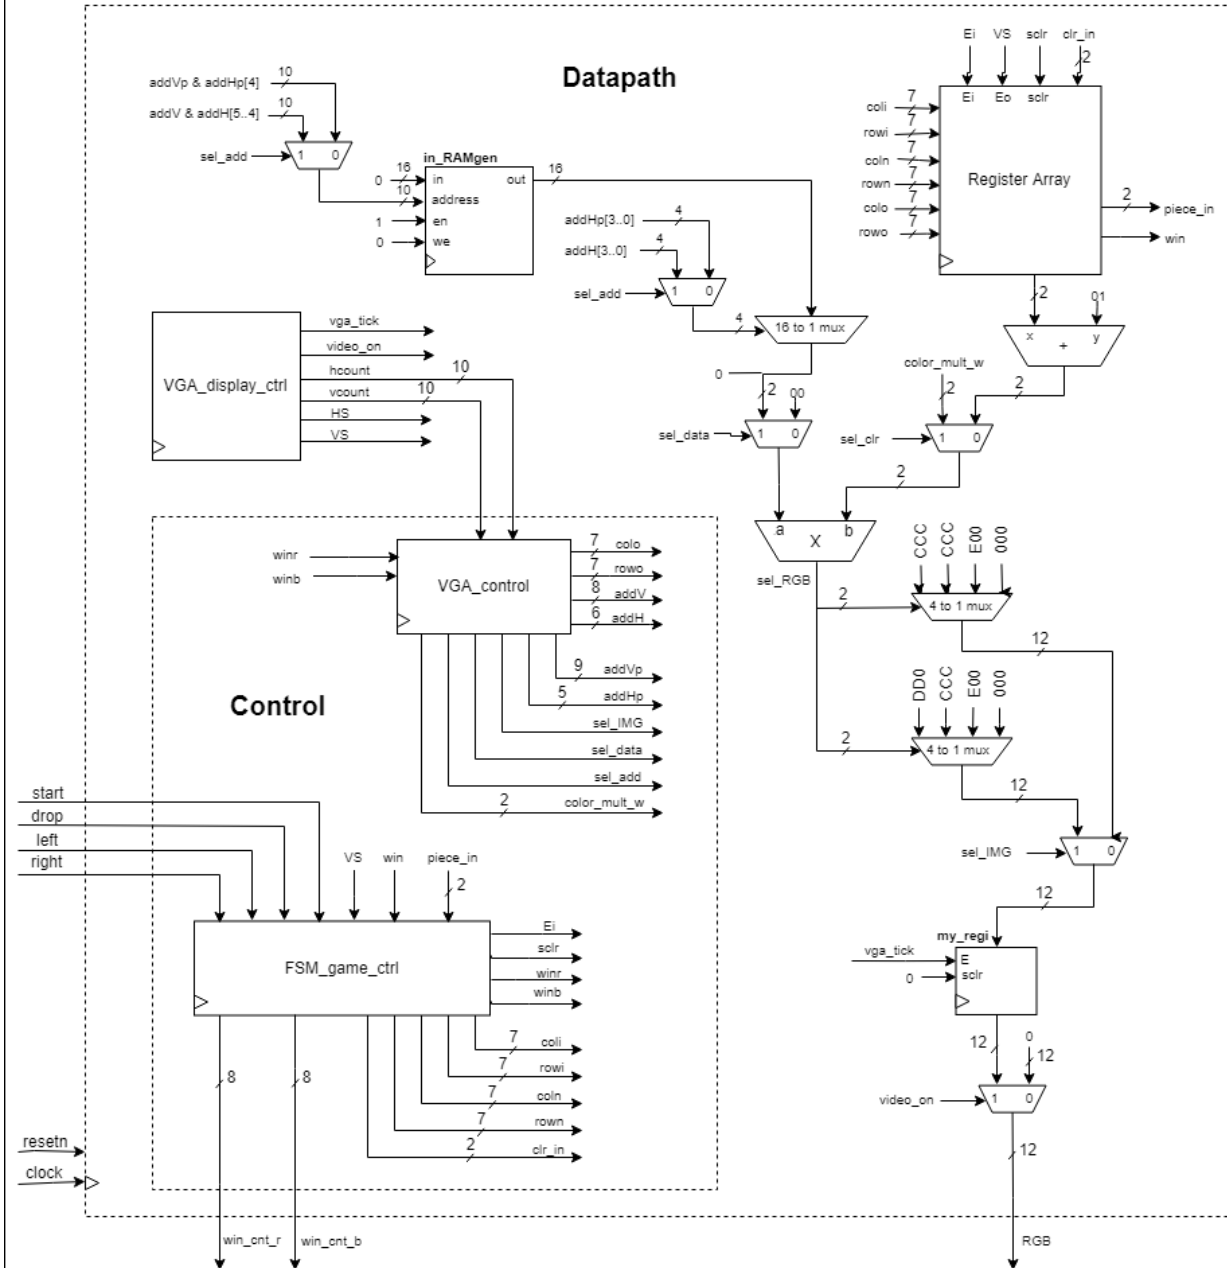 Datapath
addVp & addHp[4]
10
addV & addH[5..4]
10
sel_add
1 0
in_RAMgen
0
16
in
out
16
10
address
1
en
0
we
addHp[3..0]
4
addH[3..0]
4
sel_add
1 0
4
16 to 1 mux
0
2
00
sel_data
1 0
Ei VS sclr clr_in
2
Ei Eo sclr
coli
7
rowi
7
coln
7
rown
7
colo
7
rowo
7
Register Array
2
piece_in
win
2
01
x + y
color_mult_w
2
2
sel_clr
1 0
2
a b
X
sel_RGB
VGA_display_ctrl
vga_tick
video_on
hcount
10
vcount
10
HS
VS
winr
winb
VGA_control
7
colo
7
rowo
8
addV
6
addH
9
addVp
5
addHp
sel_IMG
sel_data
sel_add
2
color_mult_w
Control
CCC CCC E00 000
2
4 to 1 mux
12
DD0 CCC E00 000
2
4 to 1 mux
12
sel_IMG
1 0
12
my_regi
vga_tick
E
0
sclr
12
0
12
video_on
1 0
12
start
drop
left
right
VS win piece_in
2
FSM_game_ctrl
Ei
sclr
winr
winb
7
coli
7
rowi
7
coln
7
rown
2
clr_in
8
8
resetn
clock
win_cnt_r
win_cnt_b
RGB